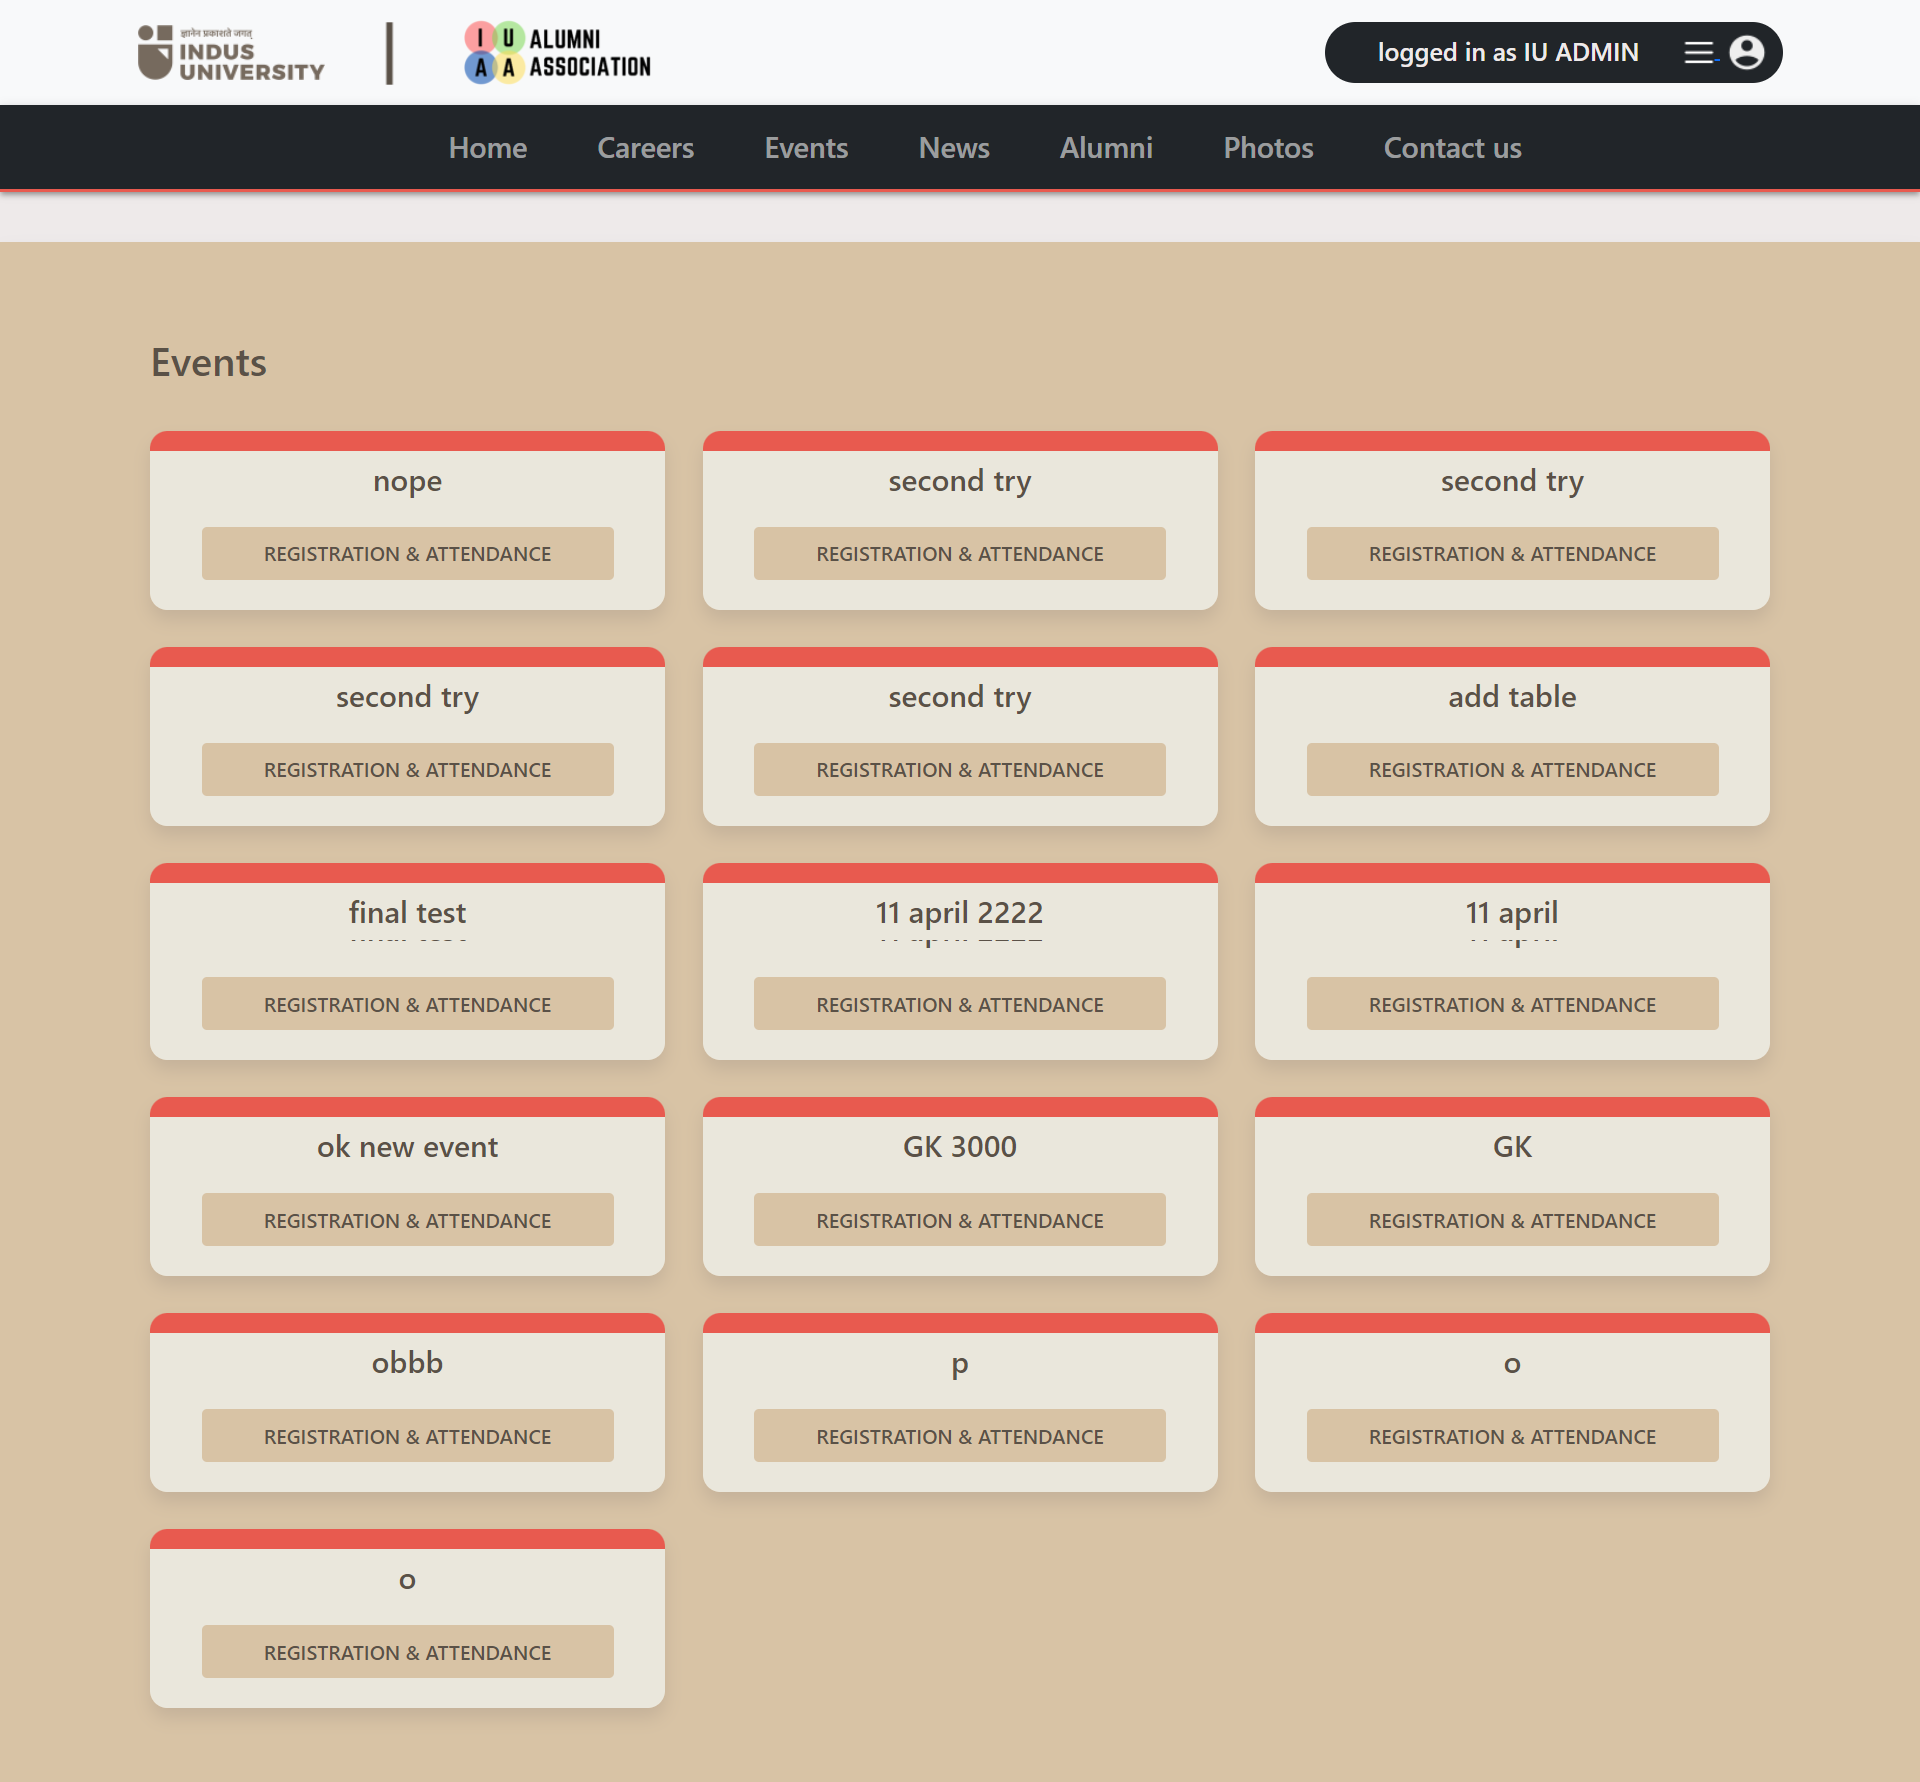 ज्ञानेन प्रकाशते जगत्
INDUS
UNIVERSITY
I U ALUMNI
A A ASSOCIATION
logged in as IU ADMIN
Home Careers Events News Alumni Photos Contact us
Events
nope second try second try
REGISTRATION & ATTENDANCE REGISTRATION & ATTENDANCE REGISTRATION & ATTENDANCE
second try second try add table
REGISTRATION & ATTENDANCE REGISTRATION & ATTENDANCE REGISTRATION & ATTENDANCE
final test 11 april 2222 11 april
REGISTRATION & ATTENDANCE REGISTRATION & ATTENDANCE REGISTRATION & ATTENDANCE
ok new event GK 3000 GK
REGISTRATION & ATTENDANCE REGISTRATION & ATTENDANCE REGISTRATION & ATTENDANCE
obbb p o
REGISTRATION & ATTENDANCE REGISTRATION & ATTENDANCE REGISTRATION & ATTENDANCE
o
REGISTRATION & ATTENDANCE